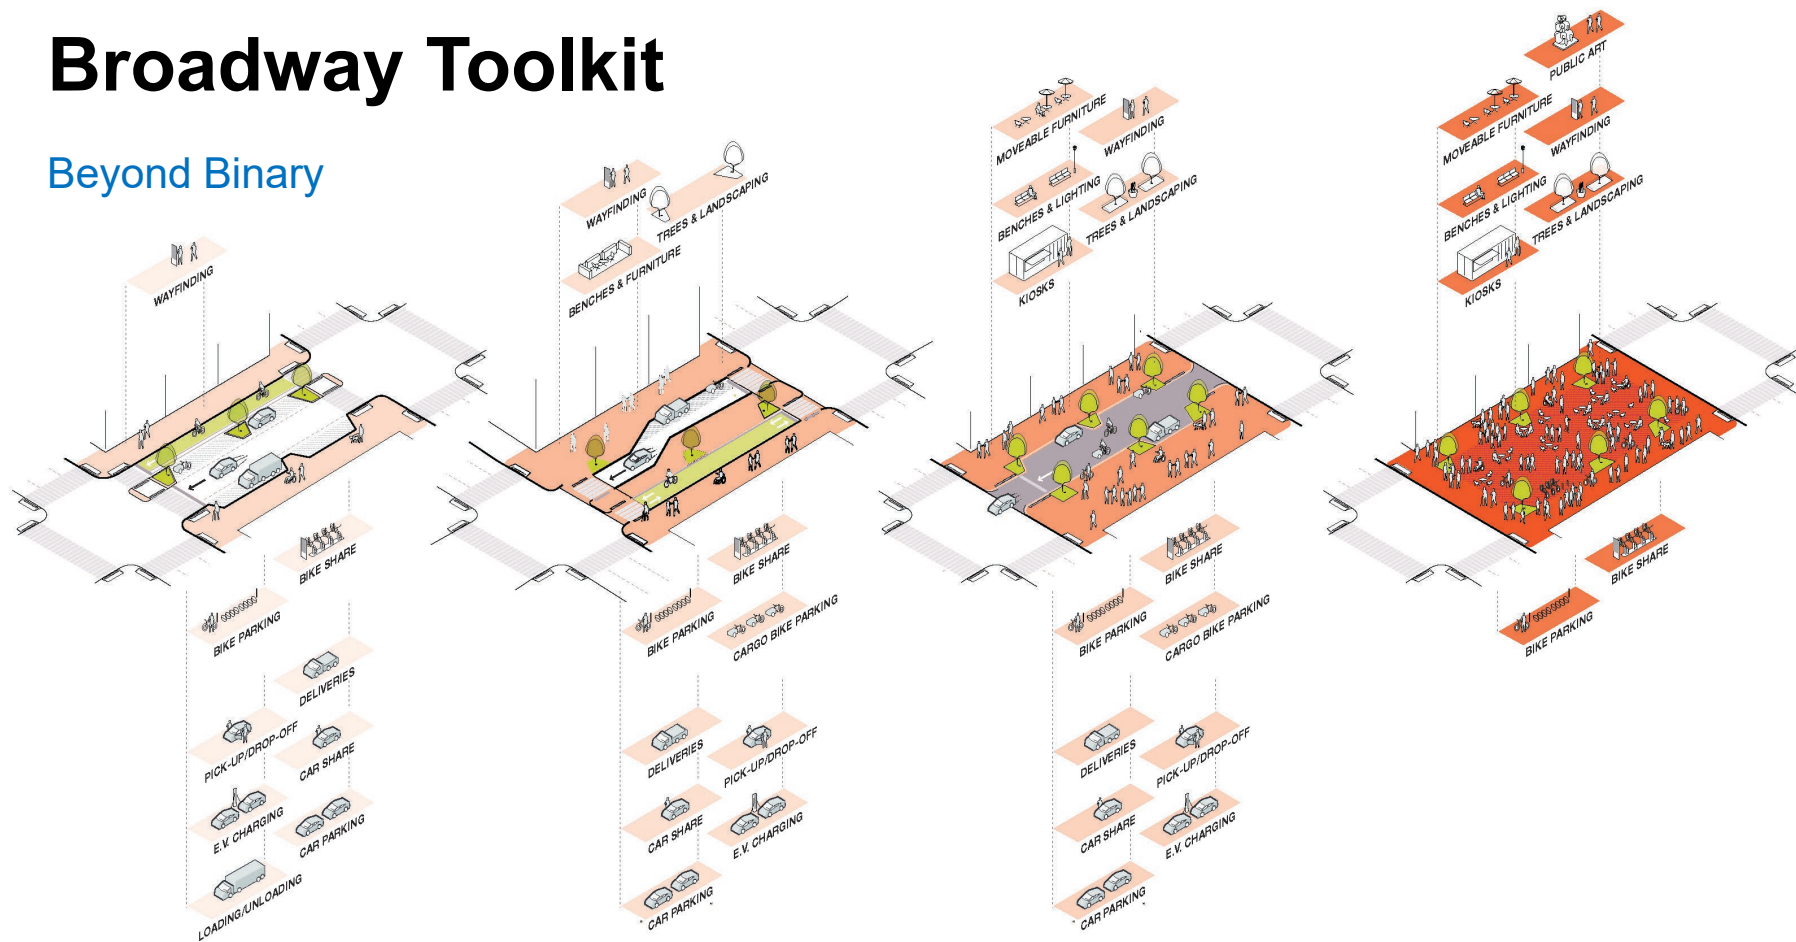 Broadway Toolkit
Beyond Binary
WAYFINDING
BIKE SHARE
BIKE PARKING
DELIVERIES
PICK-UP/DROP-OFF
CAR SHARE
E.V. CHARGING
CAR PARKING
LOADING/UNLOADING
WAYFINDING
TREES & LANDSCAPING
BENCHES & FURNITURE
BIKE SHARE
BIKE PARKING
CARGO BIKE PARKING
DELIVERIES
PICK-UP/DROP-OFF
CAR SHARE
E.V. CHARGING
CAR PARKING
MOVEABLE FURNITURE
WAYFINDING
BENCHES & LIGHTING
TREES & LANDSCAPING
KIOSKS
BIKE SHARE
BIKE PARKING
CARGO BIKE PARKING
DELIVERIES
PICK-UP/DROP-OFF
CAR SHARE
E.V. CHARGING
CAR PARKING
PUBLIC ART
MOVEABLE FURNITURE
WAYFINDING
BENCHES & LIGHTING
TREES & LANDSCAPING
KIOSKS
BIKE SHARE
BIKE PARKING